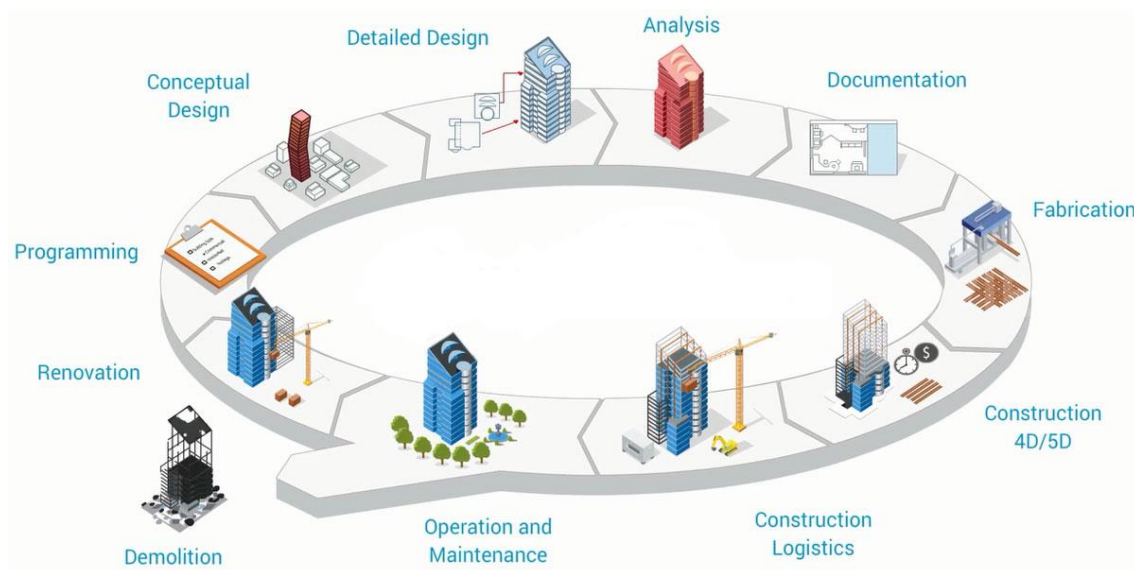 Detailed Design
Analysis
Conceptual
Design
Documentation
Programming
Fabrication
Renovation
$
Construction
4D/5D
Operation and
Maintenance
Construction
Logistics
Demolition